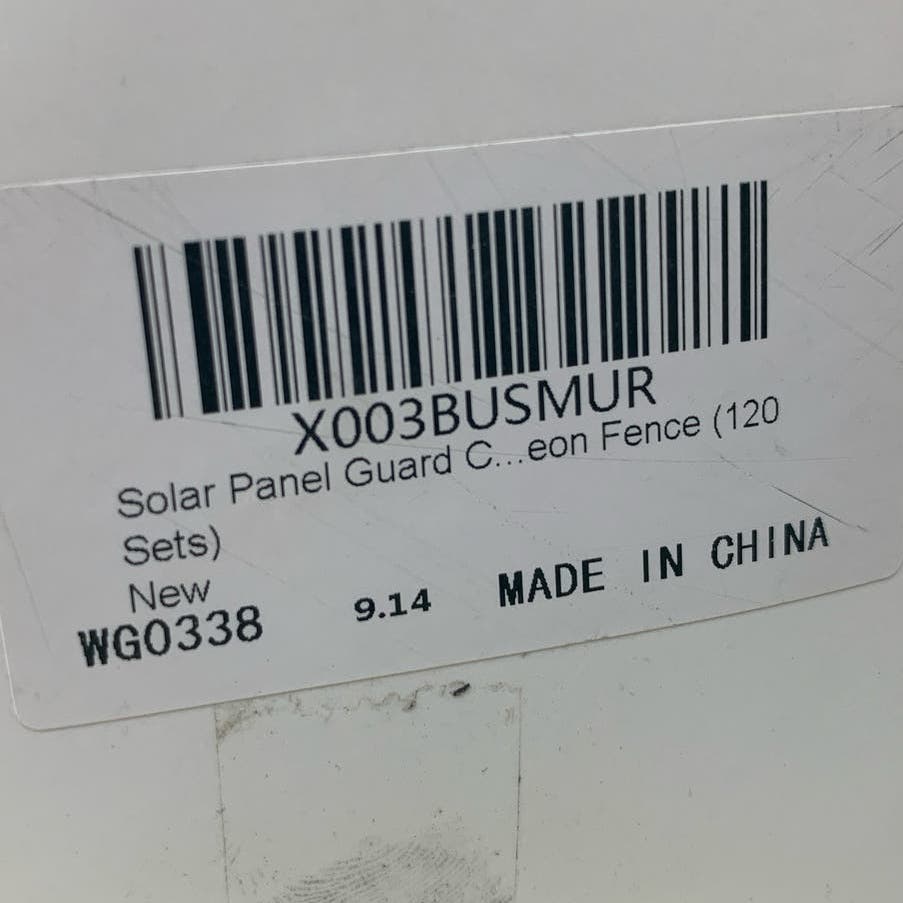 X003BUSMUR
Solar Panel Guard C...eon Fence (120
Sets)
New
WG0338 9.14 MADE IN CHINA